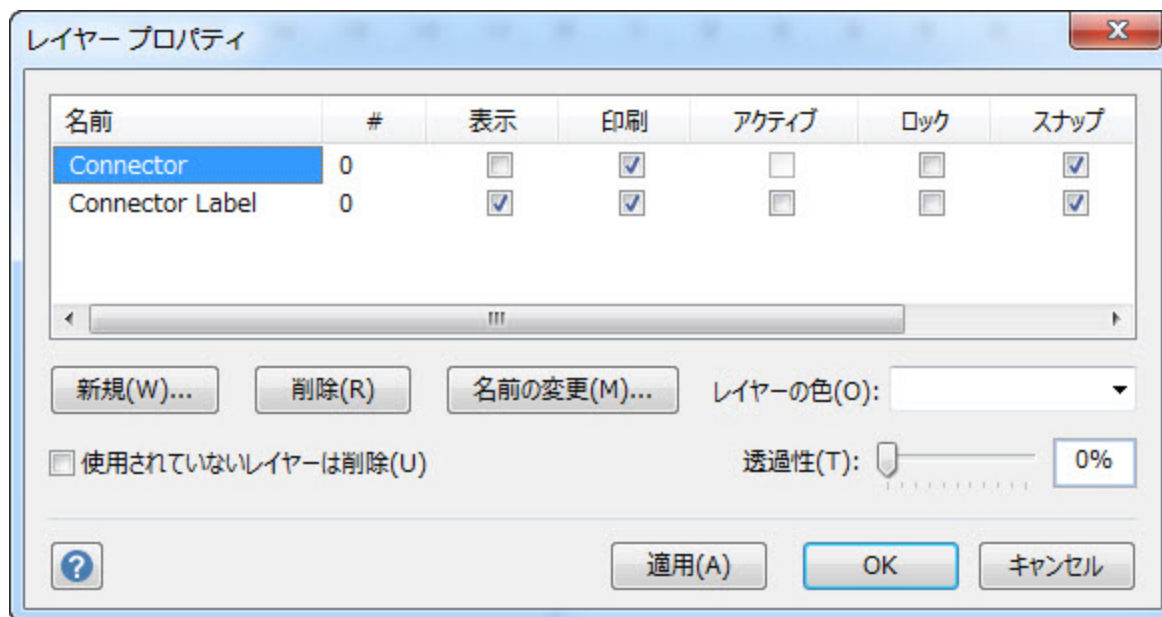 レイヤー プロパティ
名前 # 表示 印刷 アクティブ ロック スナップ
Connector 0
Connector Label 0
新規(W)... 削除(R) 名前の変更(M)... レイヤーの色(O):
使用されていないレイヤーは削除(U) 透過性(T): 0%
適用(A) OK キャンセル